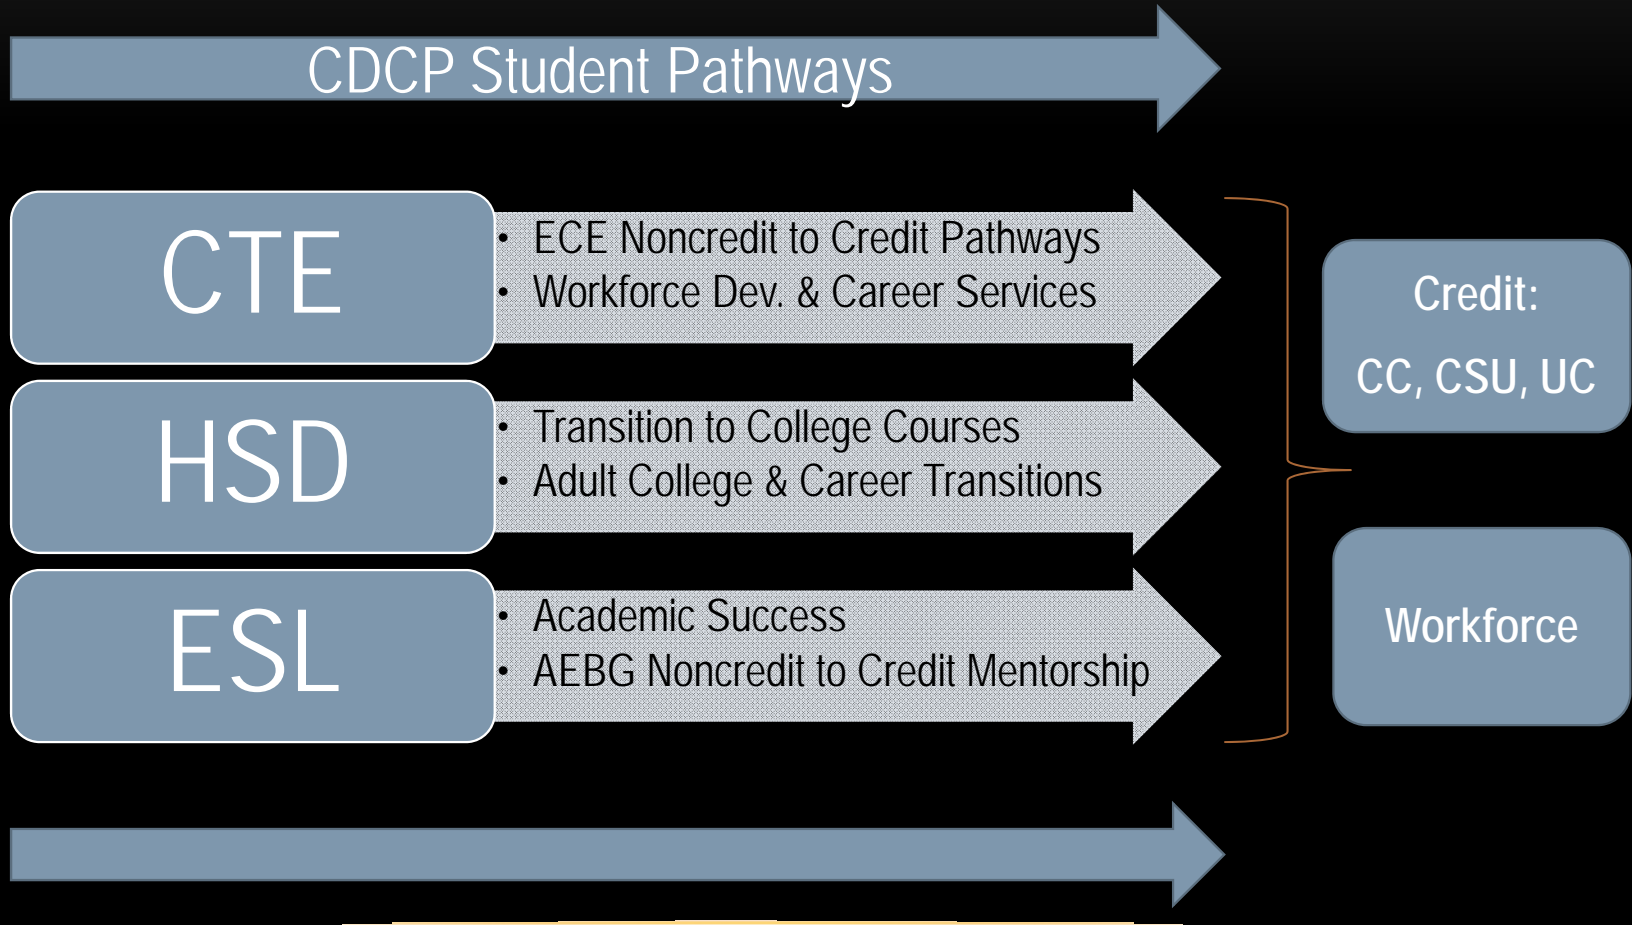 CDCP Student Pathways
CTE
• ECE Noncredit to Credit Pathways
• Workforce Dev. & Career Services
HSD
• Transition to College Courses
• Adult College & Career Transitions
ESL
• Academic Success
• AEBG Noncredit to Credit Mentorship
Credit:
CC, CSU, UC
Workforce